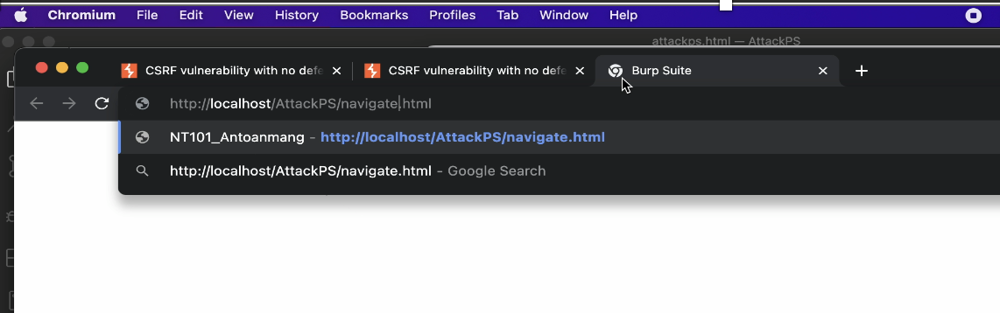 Chromium File Edit View History Bookmarks Profiles Tab Window Help
attackps.html — AttackPS
CSRF vulnerability with no defe CSRF vulnerability with no defe Burp Suite
http://localhost/AttackPS/navigate.html
NT101_Antoanmang - http://localhost/AttackPS/navigate.html
http://localhost/AttackPS/navigate.html - Google Search